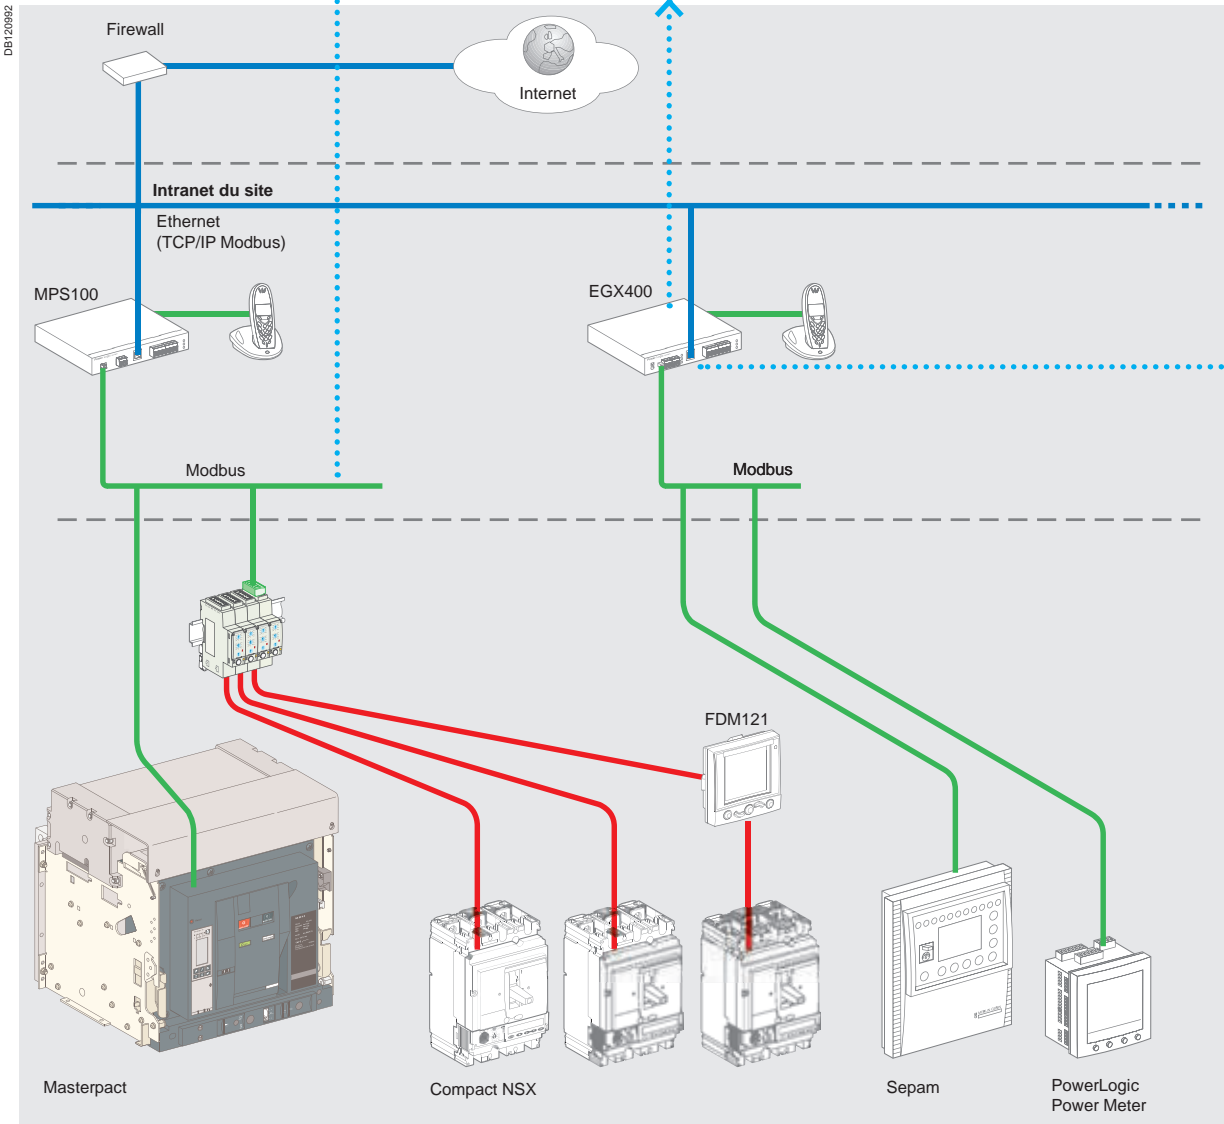 DB120992
Firewall
Internet
Intranet du site
Ethernet
(TCP/IP Modbus)
MPS100
EGX400
Modbus
Modbus
FDM121
Masterpact
Compact NSX
Sepam
PowerLogic
Power Meter